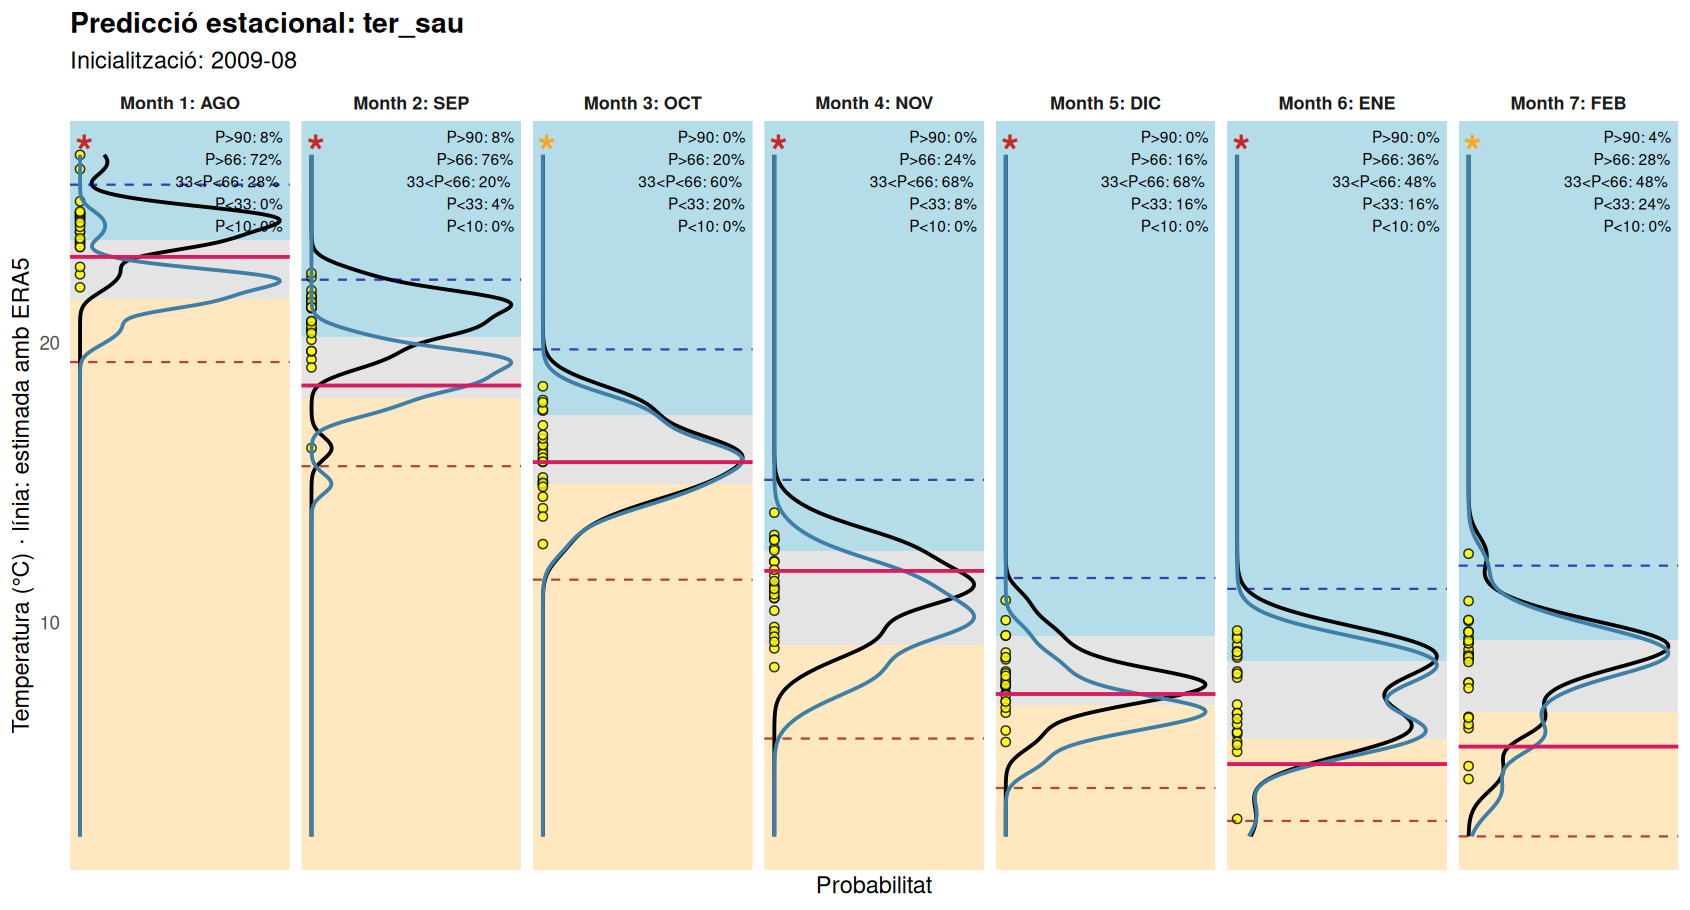 Predicció estacional: ter_sau
Inicialització: 2009-08
Month 1: AGO
Month 2: SEP
Month 3: OCT
Month 4: NOV
Month 5: DIC
Month 6: ENE
Month 7: FEB
*
P>90: 8%
P>66: 72%
33<P<66: 28%
P<33: 0%
P<10: 0%
*
P>90: 8%
P>66: 76%
33<P<66: 20%
P<33: 4%
P<10: 0%
*
P>90: 0%
P>66: 20%
33<P<66: 60%
P<33: 20%
P<10: 0%
*
P>90: 0%
P>66: 24%
33<P<66: 68%
P<33: 8%
P<10: 0%
*
P>90: 0%
P>66: 16%
33<P<66: 68%
P<33: 16%
P<10: 0%
*
P>90: 0%
P>66: 36%
33<P<66: 48%
P<33: 16%
P<10: 0%
*
P>90: 4%
P>66: 28%
33<P<66: 48%
P<33: 24%
P<10: 0%
Temperatura (°C) · línia: estimada amb ERA5
20
10
Probabilitat